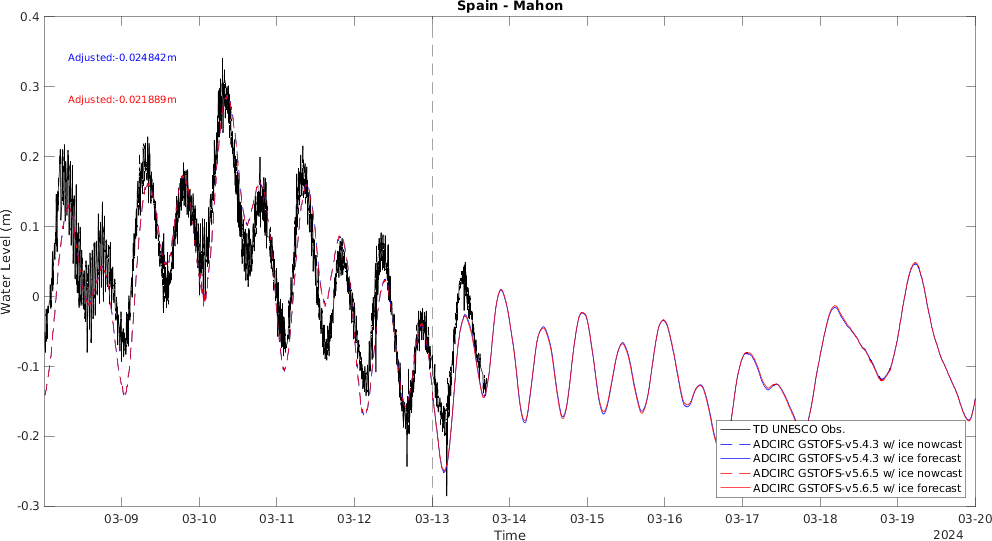 Spain - Mahon
Adjusted:-0.024842m
Adjusted:-0.021889m
Water Level (m)
0.4
0.3
0.2
0.1
0
-0.1
-0.2
-0.3
TD UNESCO Obs.
ADCIRC GSTOFS-v5.4.3 w/ ice nowcast
ADCIRC GSTOFS-v5.4.3 w/ ice forecast
ADCIRC GSTOFS-v5.6.5 w/ ice nowcast
ADCIRC GSTOFS-v5.6.5 w/ ice forecast
03-09 03-10 03-11 03-12 03-13 03-14 03-15 03-16 03-17 03-18 03-19 03-20
Time
2024